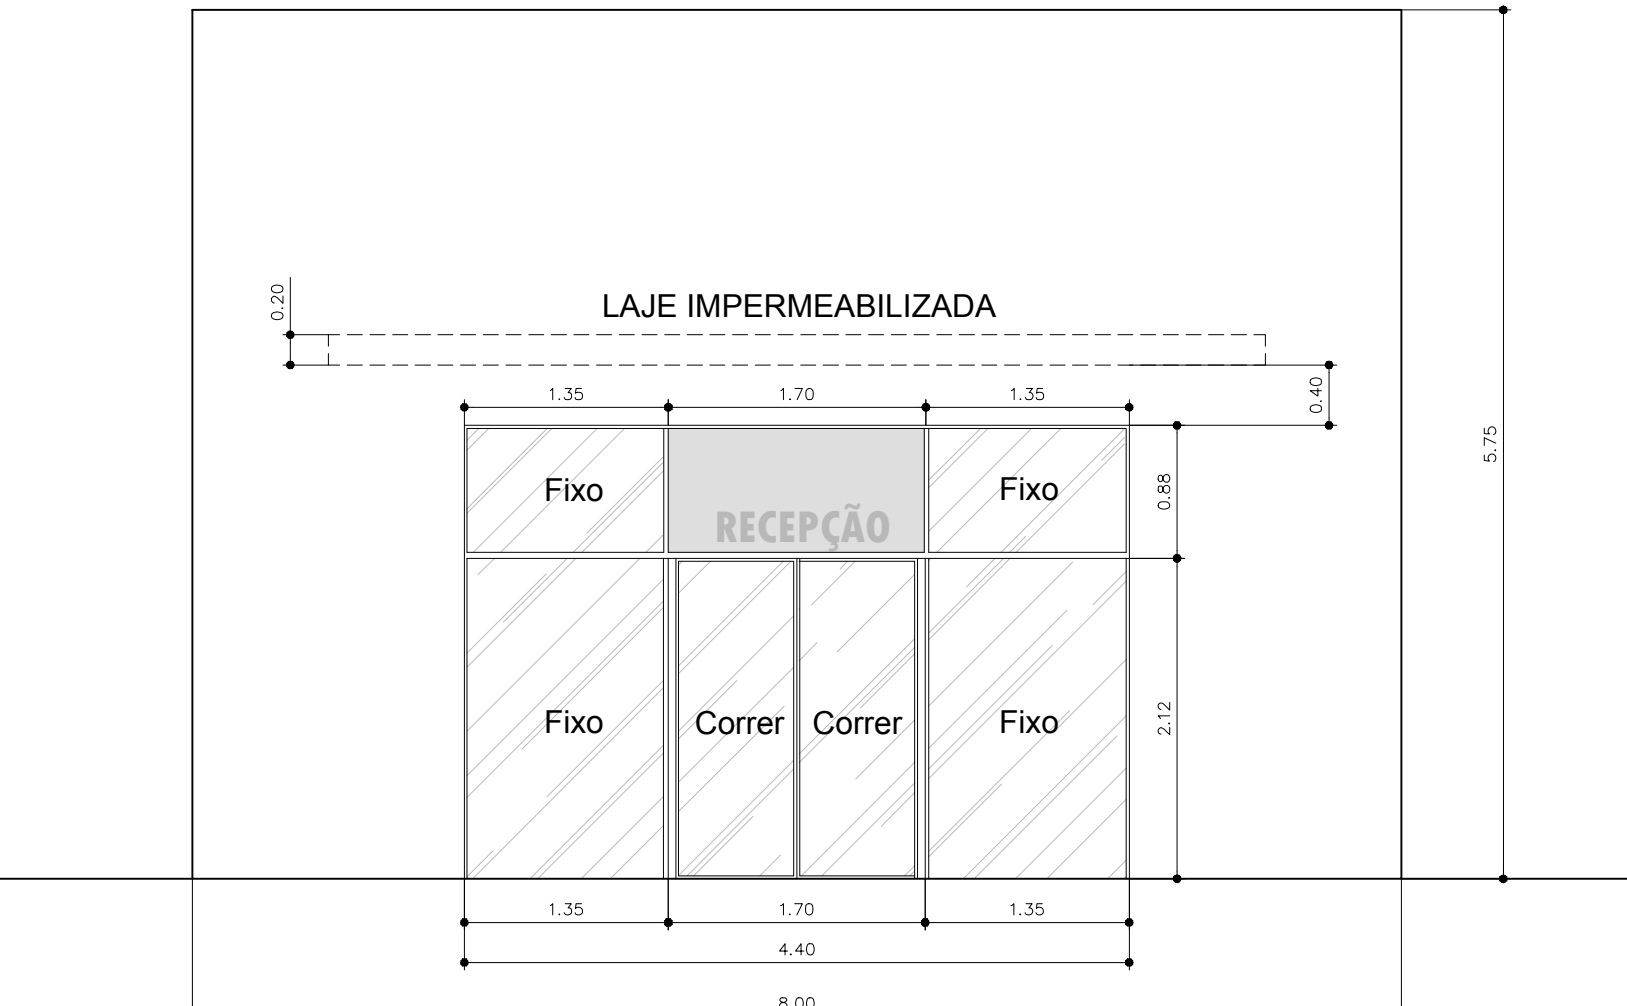 0.20
LAJE IMPERMEABILIZADA
0.40
1.35 1.70 1.35
5.75
Fixo
Fixo
0.88
RECEPÇÃO
Fixo
Correr
Correr
Fixo
2.12
1.35 1.70 1.35
4.40
8.00